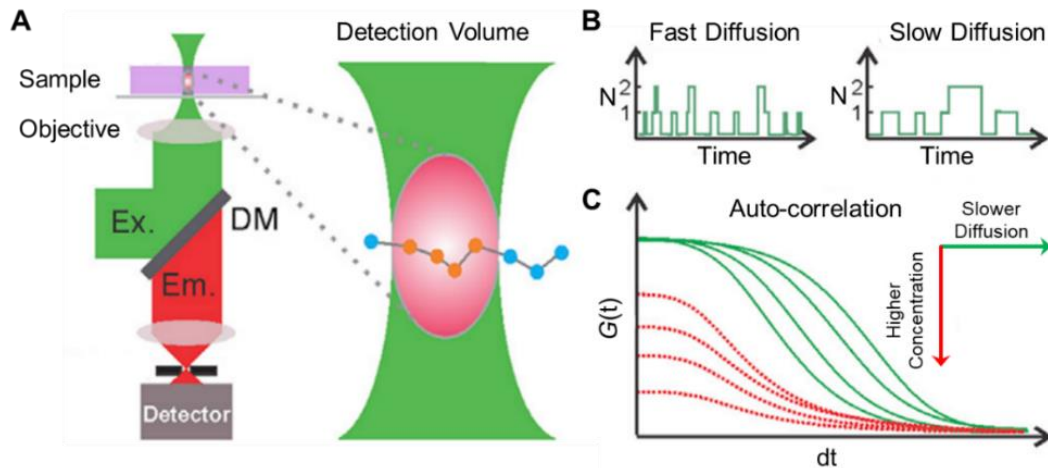 A
Detection Volume
Sample
Objective
Ex.
DM
Em.
Detector
B
Fast Diffusion
Slow Diffusion
N
2
1
Time
N
2
1
Time
C
Auto-correlation
Slower
Diffusion
Higher
Concentration
G(t)
dt